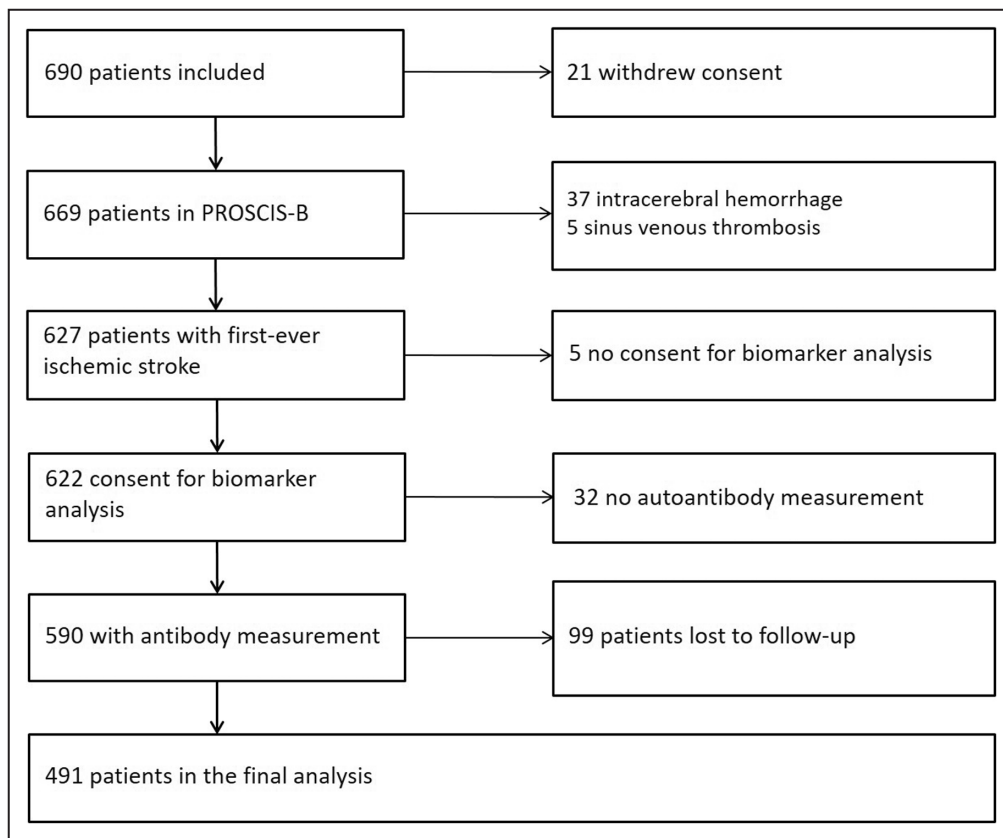 690 patients included
21 withdrew consent
669 patients in PROSCIS-B
37 intracerebral hemorrhage
5 sinus venous thrombosis
627 patients with first-ever
ischemic stroke
5 no consent for biomarker analysis
622 consent for biomarker
analysis
32 no autoantibody measurement
590 with antibody measurement
99 patients lost to follow-up
491 patients in the final analysis